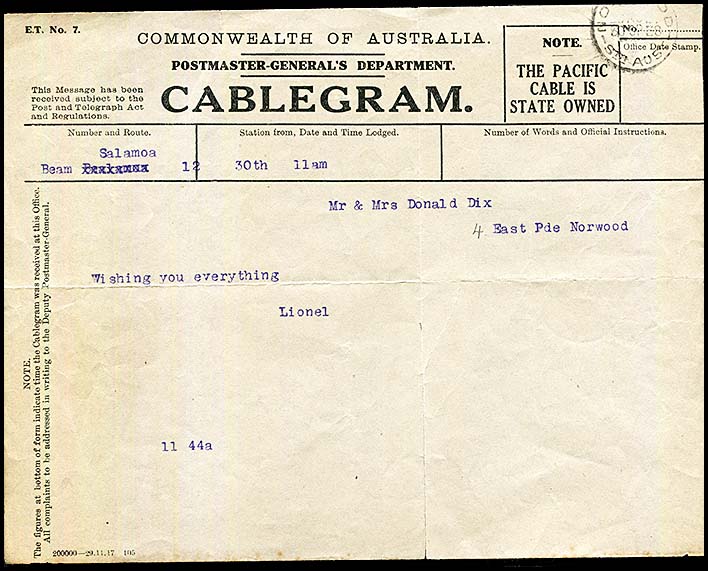 E.T. No. 7.
COMMONWEALTH OF AUSTRALIA.
POSTMASTER-GENERAL'S DEPARTMENT.
CABLEGRAM.
This Message has been
received subject to the
Post and Telegraph Act
and Regulations.
NOTE.
THE PACIFIC
CABLE IS
STATE OWNED
No.
Office Date Stamp.
Number and Route.
Station from, Date and Time Lodged.
Number of Words and Official Instructions.
Salamoa
Beam 12 30th 11am
Mr & Mrs Donald Dix
4 East Pde Norwood
Wishing you everything
Lionel
11 44a
NOTE.
The figures at bottom of form indicate time the Cablegram was received at this Office.
All complaints to be addressed in writing to the Deputy Postmaster-General.
200000—29.11.17 105